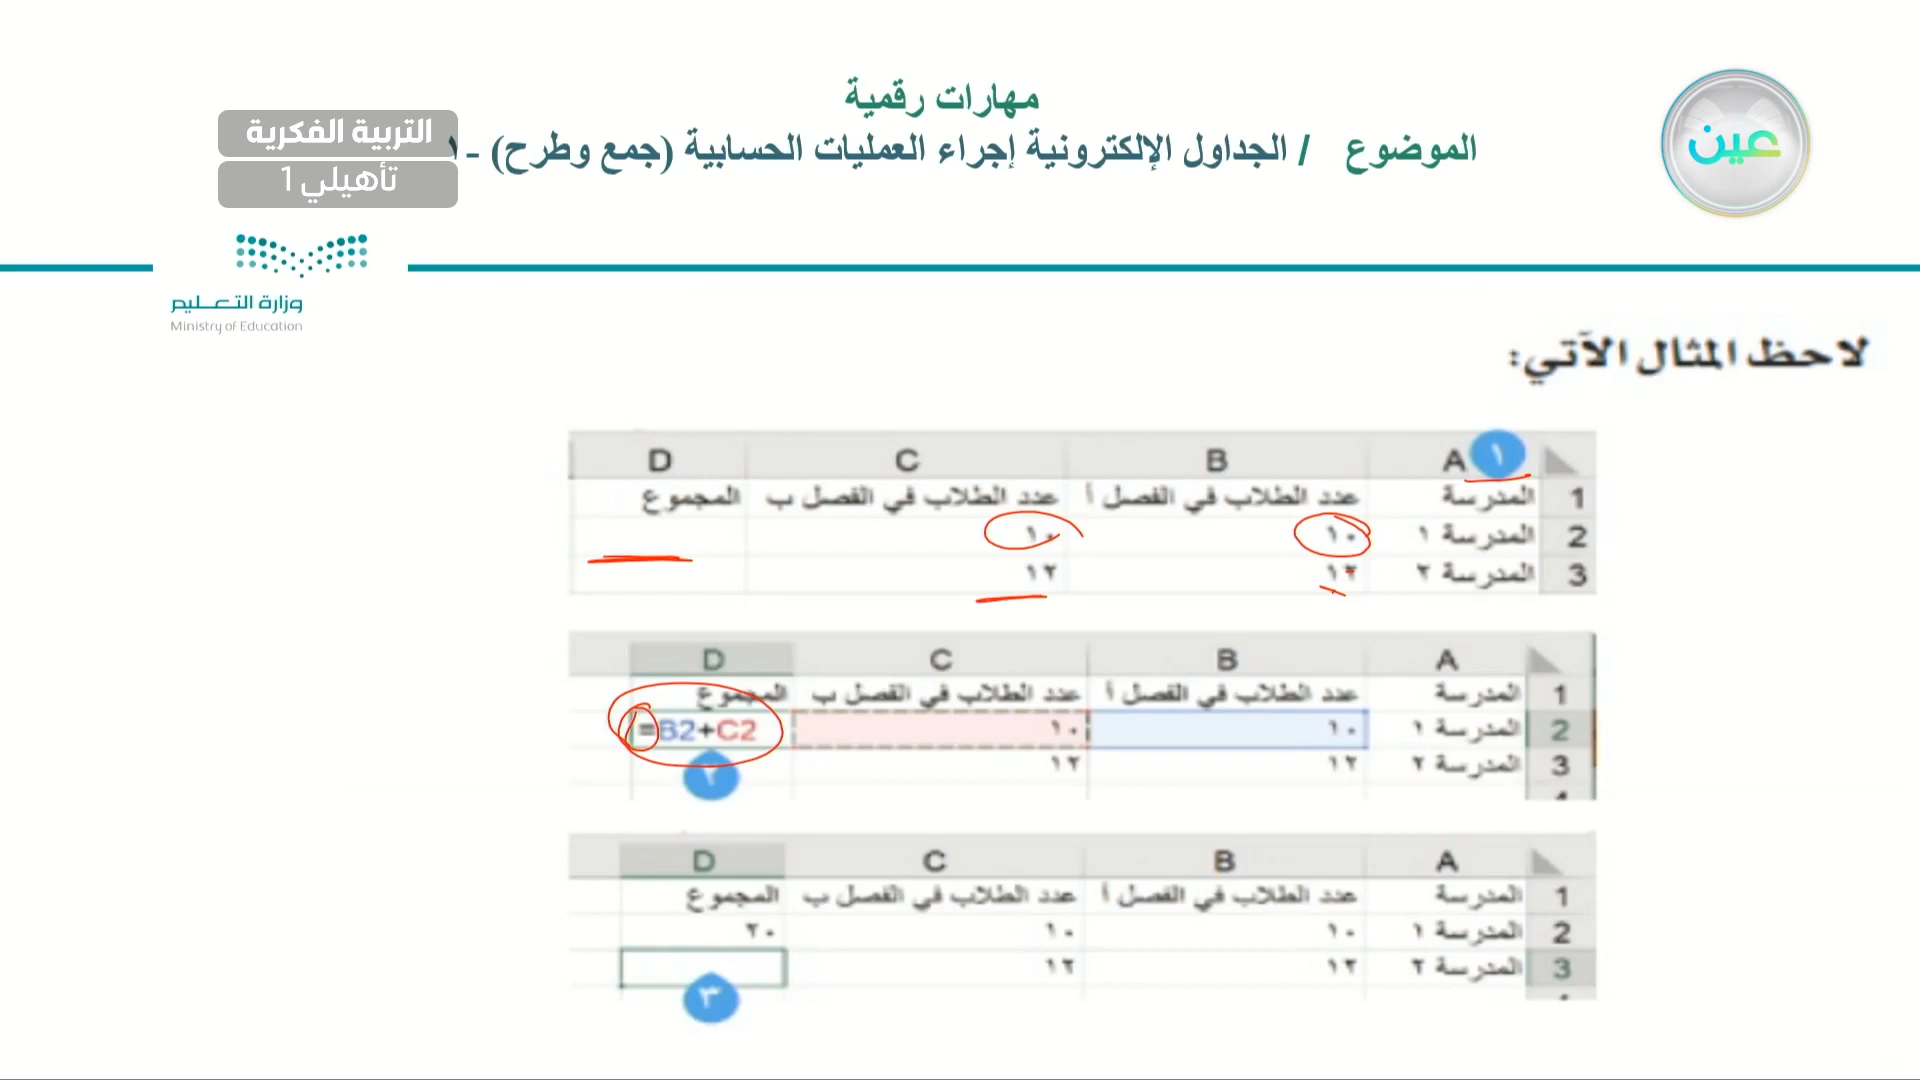 مهارات رقمية
الموضوع / الجداول الإلكترونية إجراء العمليات الحسابية (جمع وطرح) - ١
التربية الفكرية
تأهيلي 1
عين
وزارة التعليم
Ministry of Education
لاحظ المثال الآتي:
١
A B C D
1 المدرسة عدد الطلاب في الفصل أ عدد الطلاب في الفصل ب المجموع
2 المدرسة ١ ١٠ ١٠
3 المدرسة ٢ ١٢ ١٢
A B C D
1 المدرسة عدد الطلاب في الفصل أ عدد الطلاب في الفصل ب المجموع
2 المدرسة ١ ١٠ ١٠ =B2+C2
3 المدرسة ٢ ١٢ ١٢
٢
A B C D
1 المدرسة عدد الطلاب في الفصل أ عدد الطلاب في الفصل ب المجموع
2 المدرسة ١ ١٠ ١٠ ٢٠
3 المدرسة ٢ ١٢ ١٢
٣